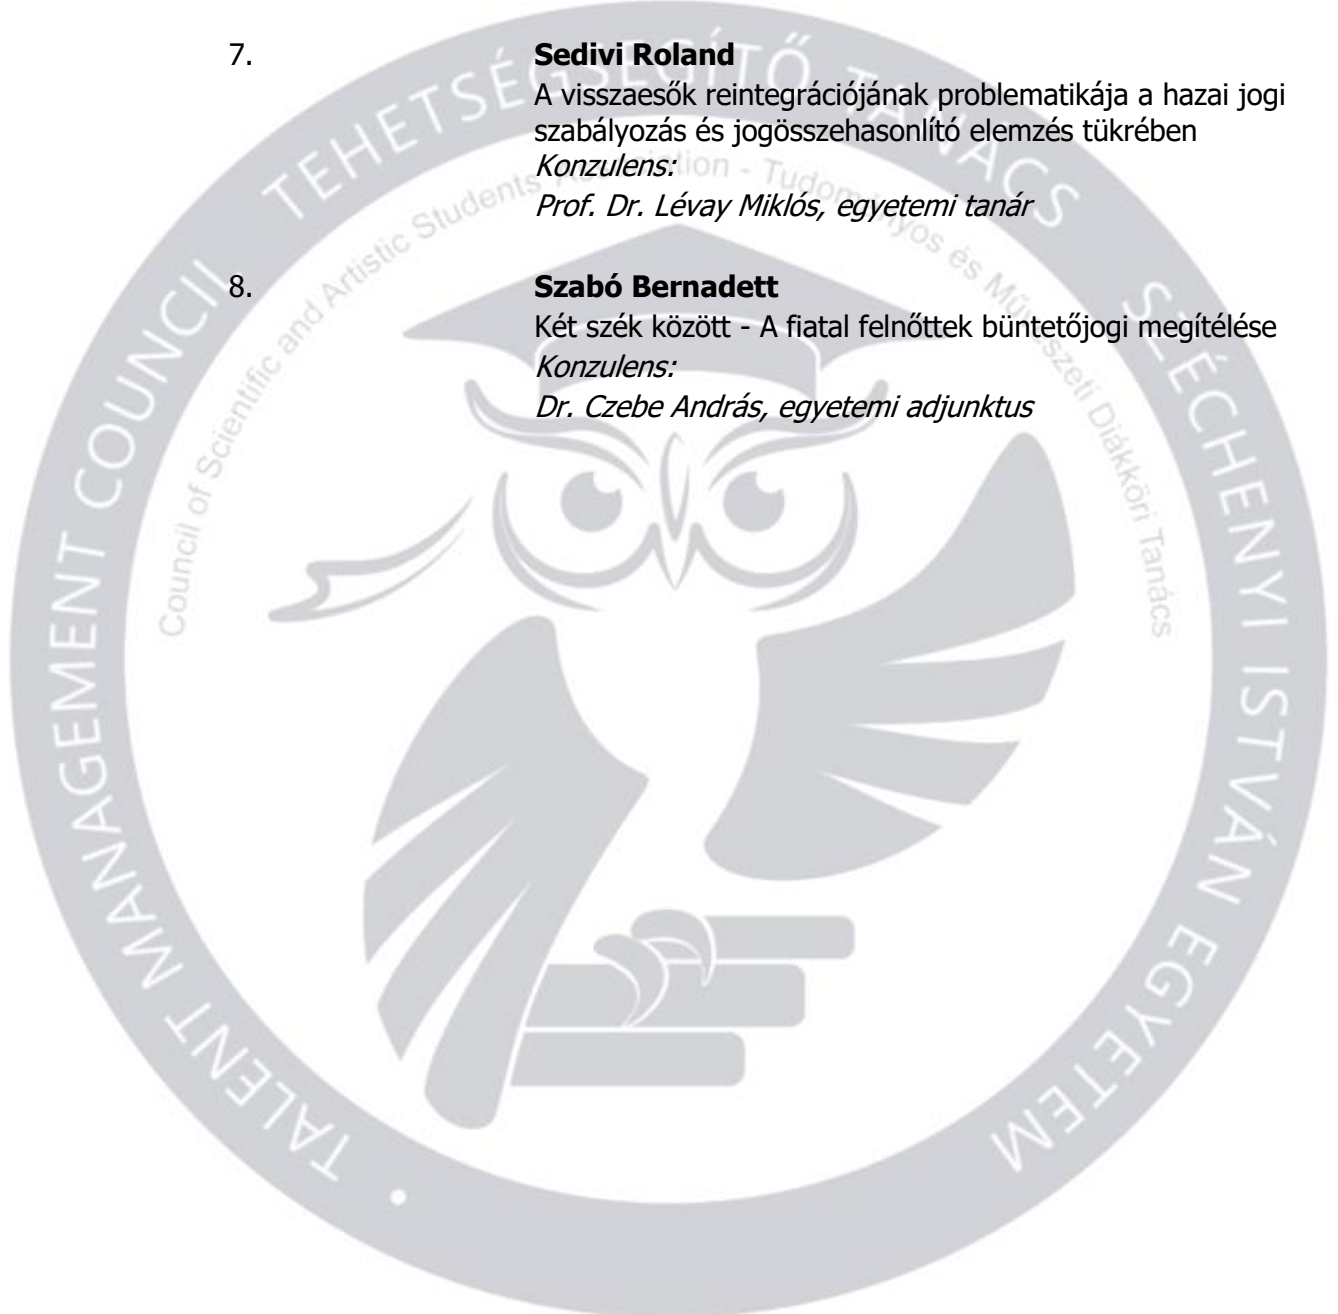 7.
Sedivi Roland
A visszaesők reintegrációjának problematikája a hazai jogi
szabályozás és jogösszehasonlító elemzés tükrében
Konzulens:
Prof. Dr. Lévay Miklós, egyetemi tanár
8.
Szabó Bernadett
Két szék között - A fiatal felnőttek büntetőjogi megítélése
Konzulens:
Dr. Czebe András, egyetemi adjunktus
TALENT MANAGEMENT COUNCIL TEHETSÉGSEGÍTŐ TANÁCS SZÉCHENYI ISTVÁN EGYETEM
Council of Scientific and Artistic Students' Association - Tudományos és Művészeti Diákköri Tanács